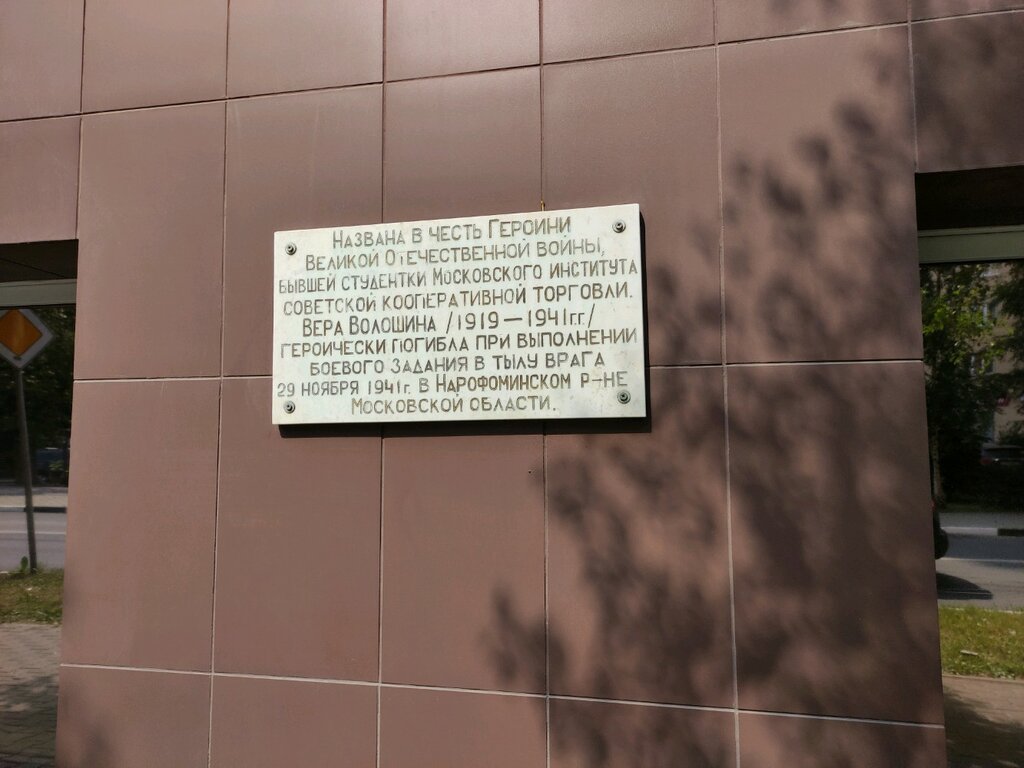 Названа в честь Героини
Великой Отечественной войны,
бывшей студентки Московского института
советской кооперативной торговли.
Вера Волошина /1919—1941гг./
героически погибла при выполнении
боевого задания в тылу врага
29 ноября 1941г. в Нарофоминском р-не
Московской области.